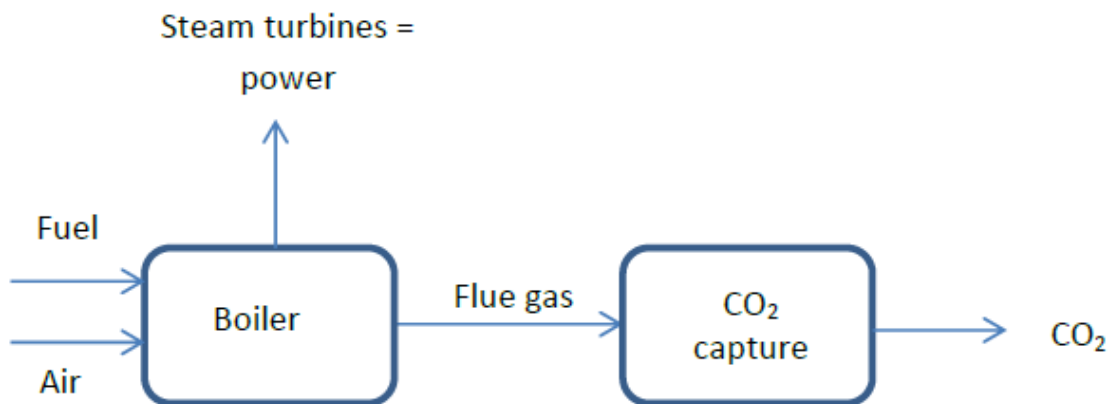 Steam turbines =
power
Fuel
Air
Boiler
Flue gas
CO₂
capture
CO₂